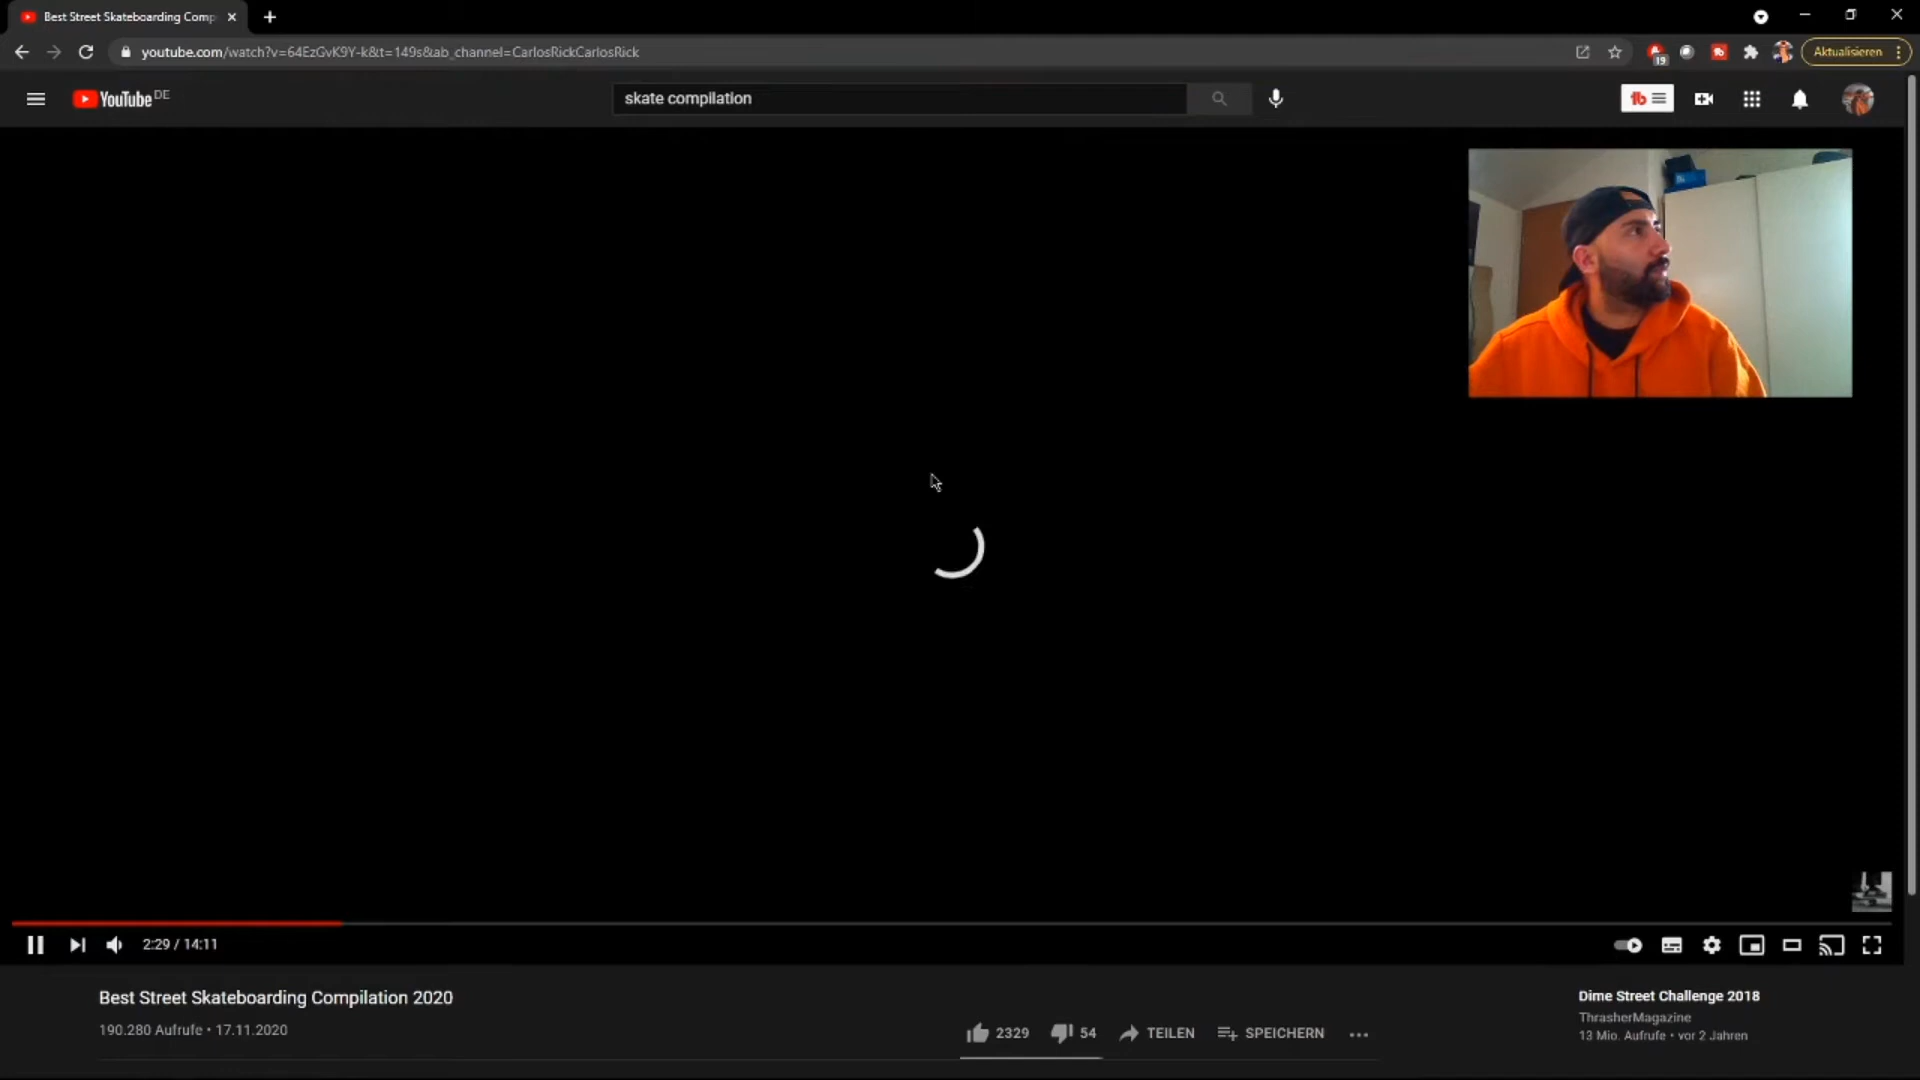 Best Street Skateboarding Comp
youtube.com/watch?v=64EzGvK9Y-k&t=149s&ab_channel=CarlosRickCarlosRick
19
Aktualisieren
YouTube DE
skate compilation
2:29 / 14:11
Best Street Skateboarding Compilation 2020
190.280 Aufrufe • 17.11.2020
2329
54
TEILEN
SPEICHERN
Dime Street Challenge 2018
ThrasherMagazine
13 Mio. Aufrufe • vor 2 Jahren